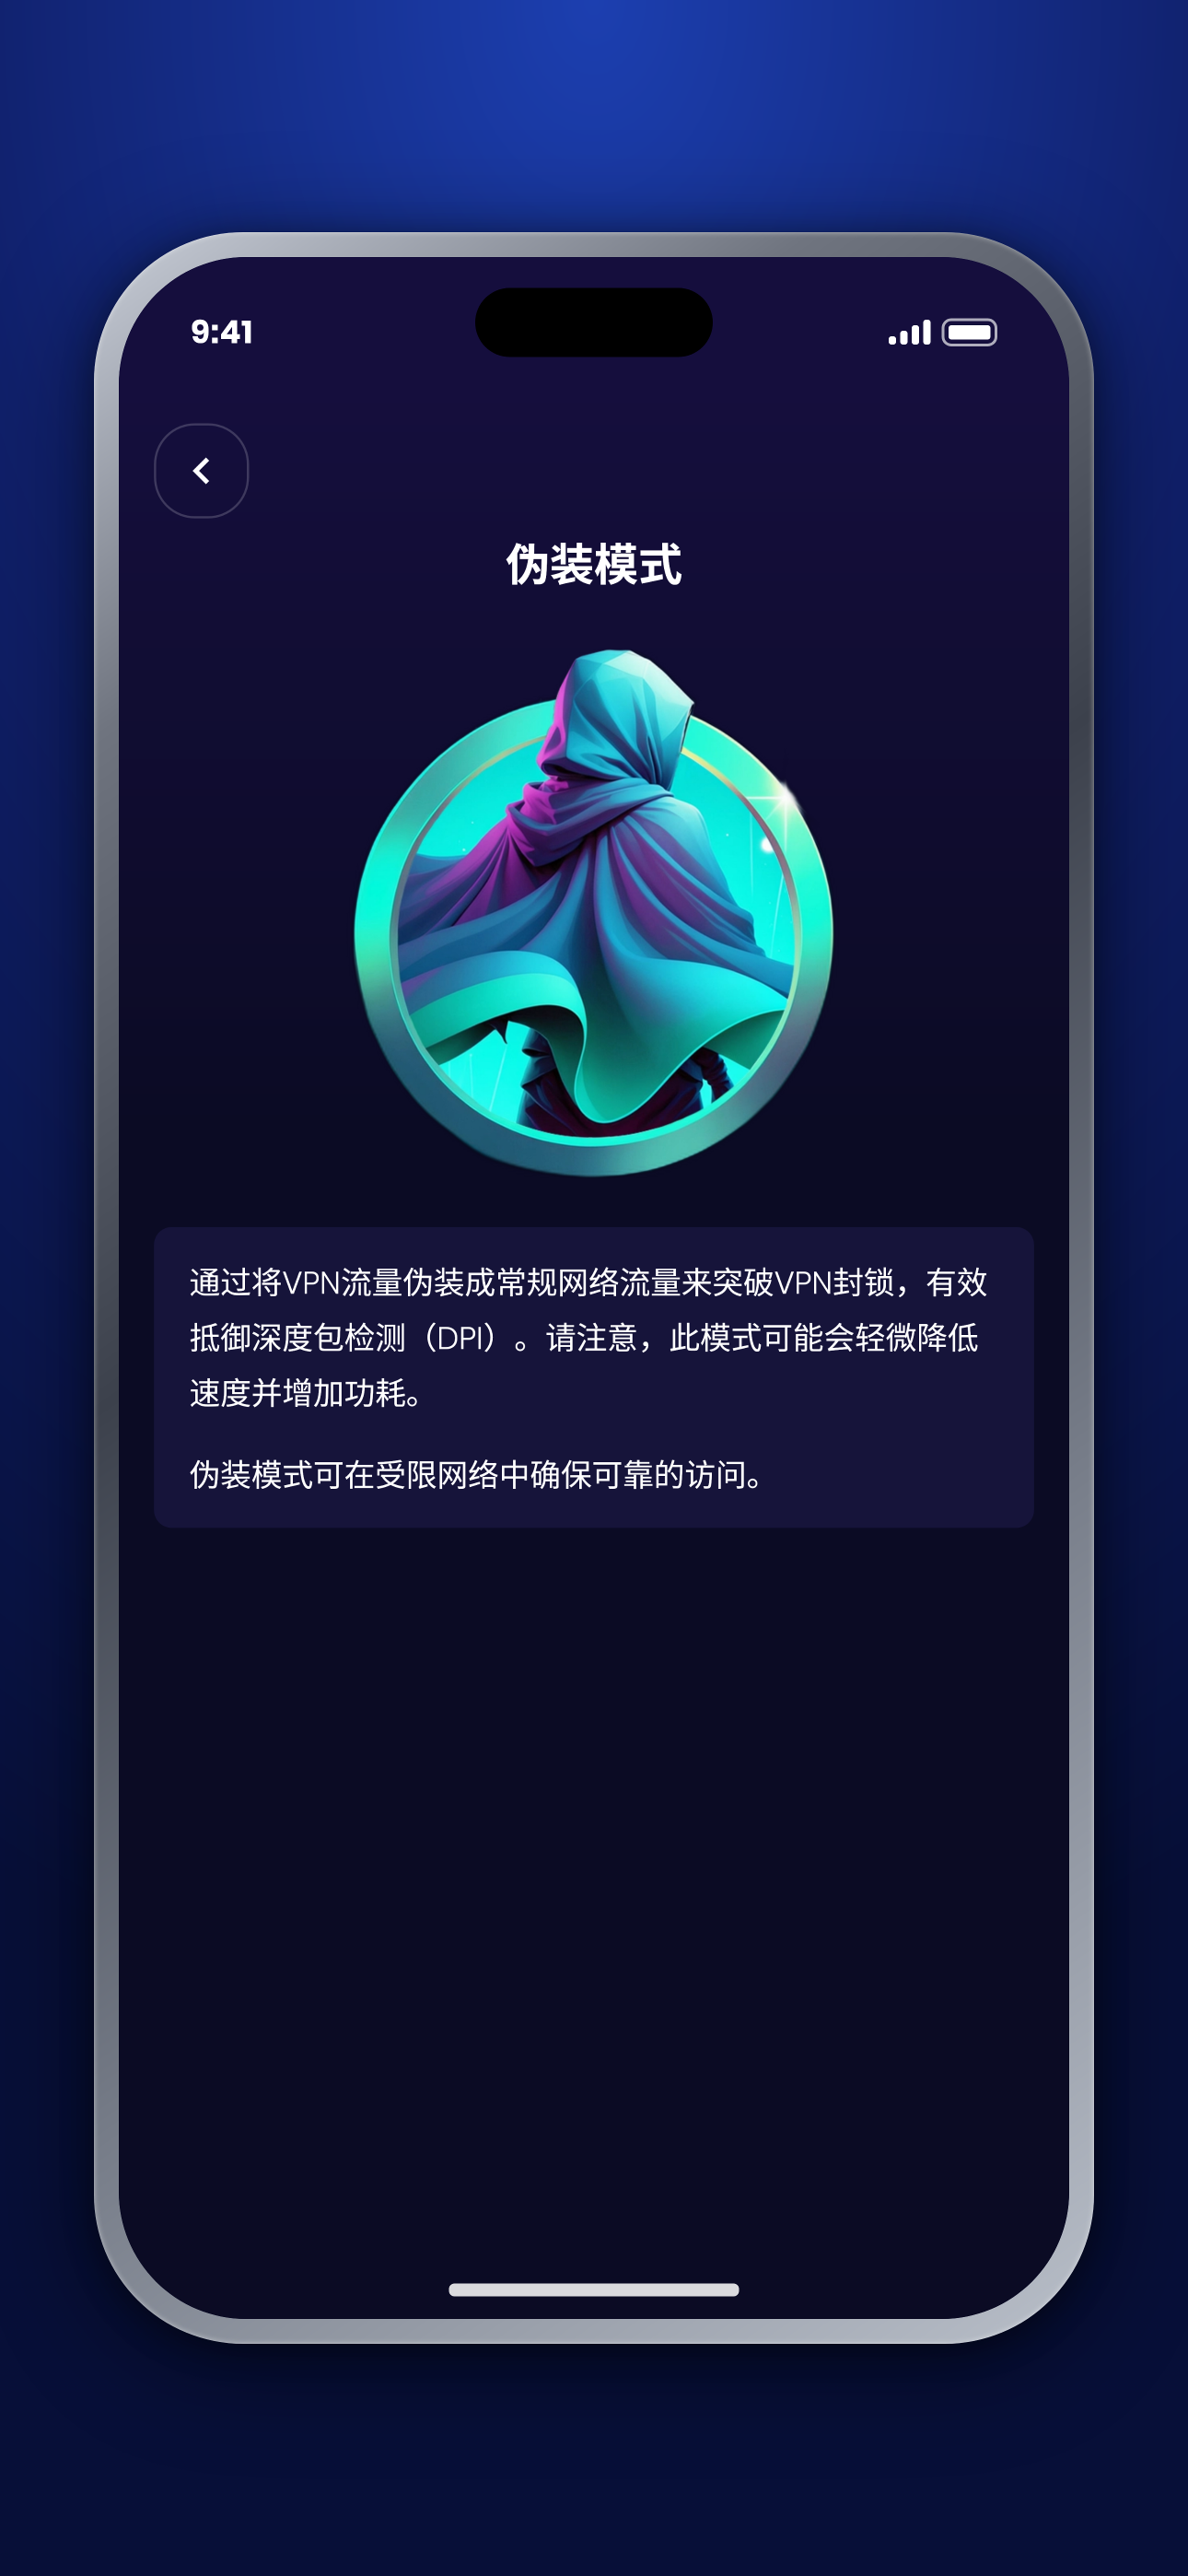 9:41
伪装模式
通过将VPN流量伪装成常规网络流量来突破VPN封锁，有效
抵御深度包检测（DPI）。请注意，此模式可能会轻微降低
速度并增加功耗。
伪装模式可在受限网络中确保可靠的访问。